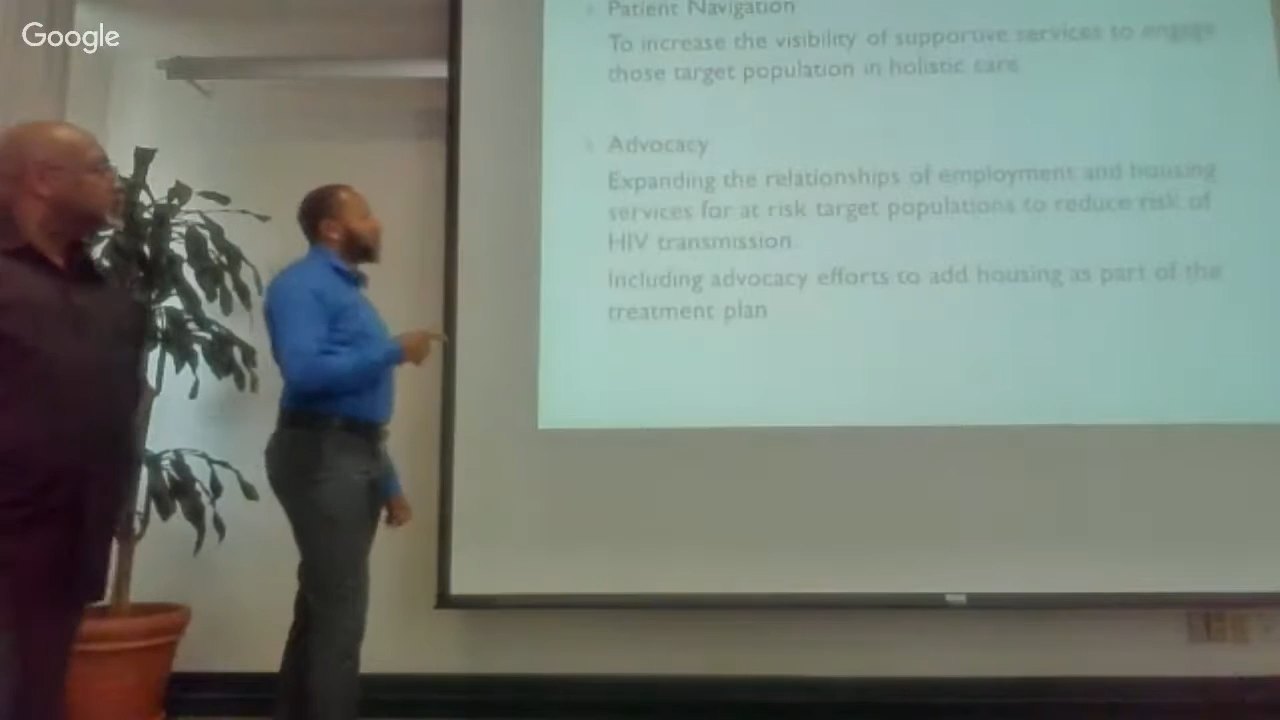 Google
Patient Navigation
To increase the visibility of supportive services to engage
those target population in holistic care
Advocacy
Expanding the relationships of employment and housing
services for at risk target populations to reduce risk of
HIV transmission.
Including advocacy efforts to add housing as part of the
treatment plan